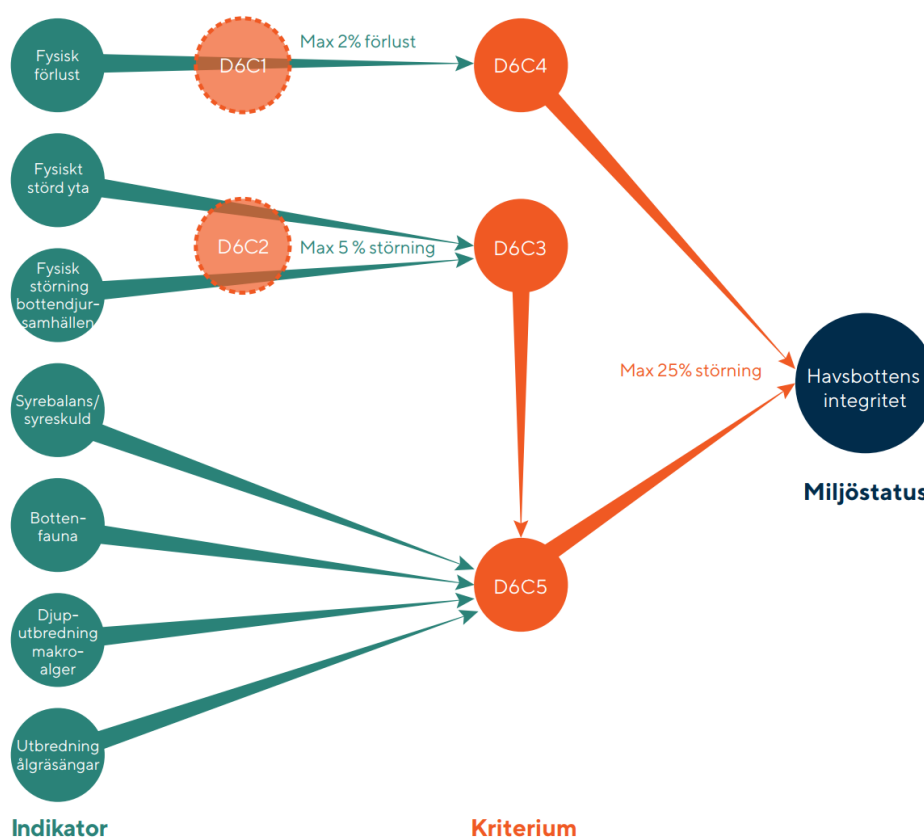 Fysisk
förlust
D6C1
Max 2% förlust
D6C4
Fysiskt
störd yta
D6C2
Max 5 % störning
D6C3
Fysisk
störning
bottendjur-
samhällen
Syrebalans/
syreskuld
Max 25% störning
Havsbottens
integritet
Miljöstatus
Botten-
fauna
D6C5
Djup-
utbredning
makro-
alger
Utbredning
ålgräsängar
Indikator
Kriterium